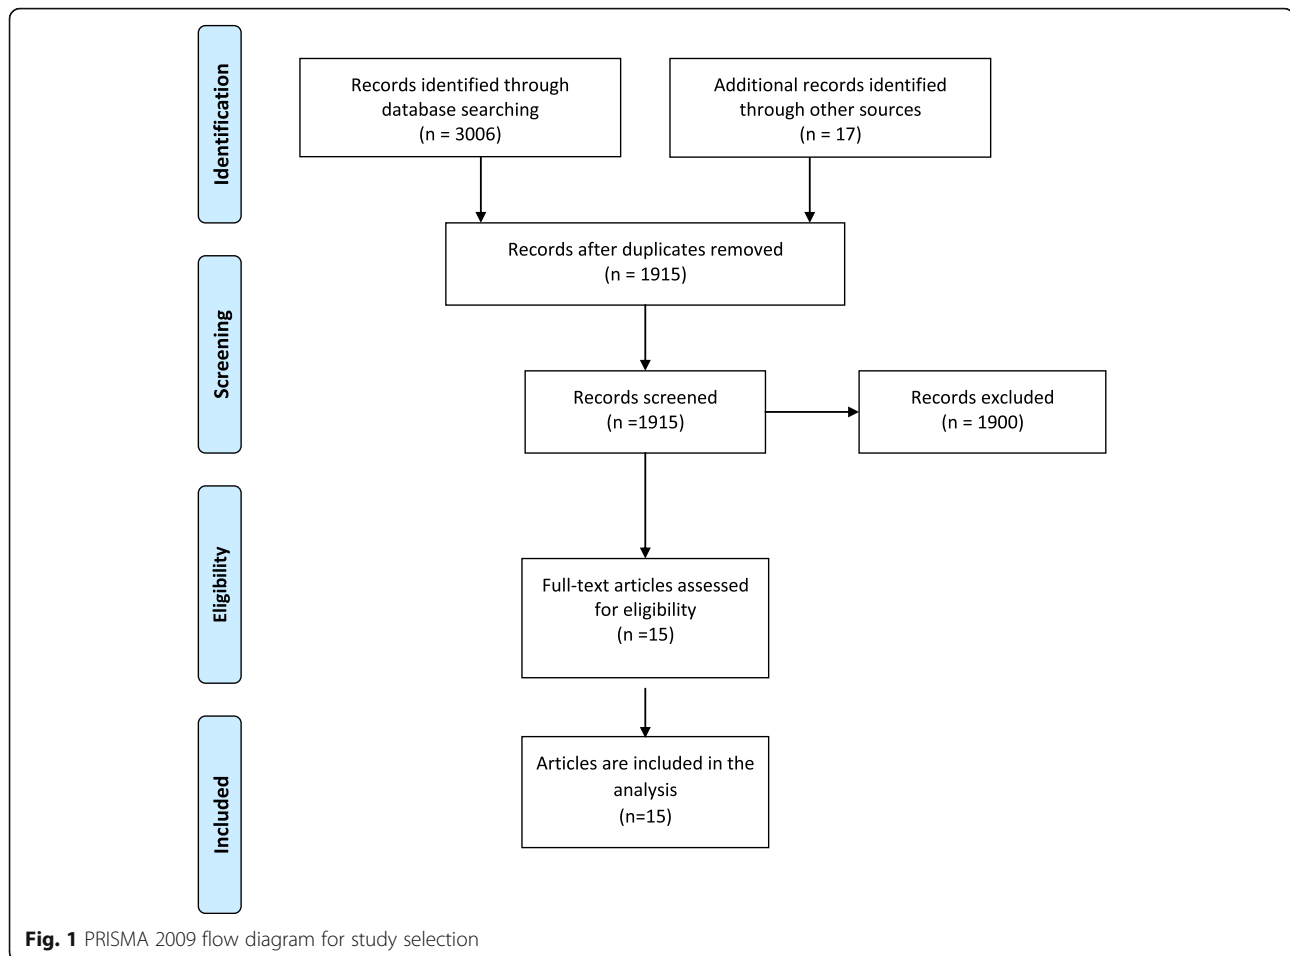 Identification
Records identified through
database searching
(n = 3006)
Additional records identified
through other sources
(n = 17)
Records after duplicates removed
(n = 1915)
Screening
Records screened
(n =1915)
Records excluded
(n = 1900)
Eligibility
Full-text articles assessed
for eligibility
(n =15)
Included
Articles are included in the
analysis
(n=15)
Fig. 1 PRISMA 2009 flow diagram for study selection